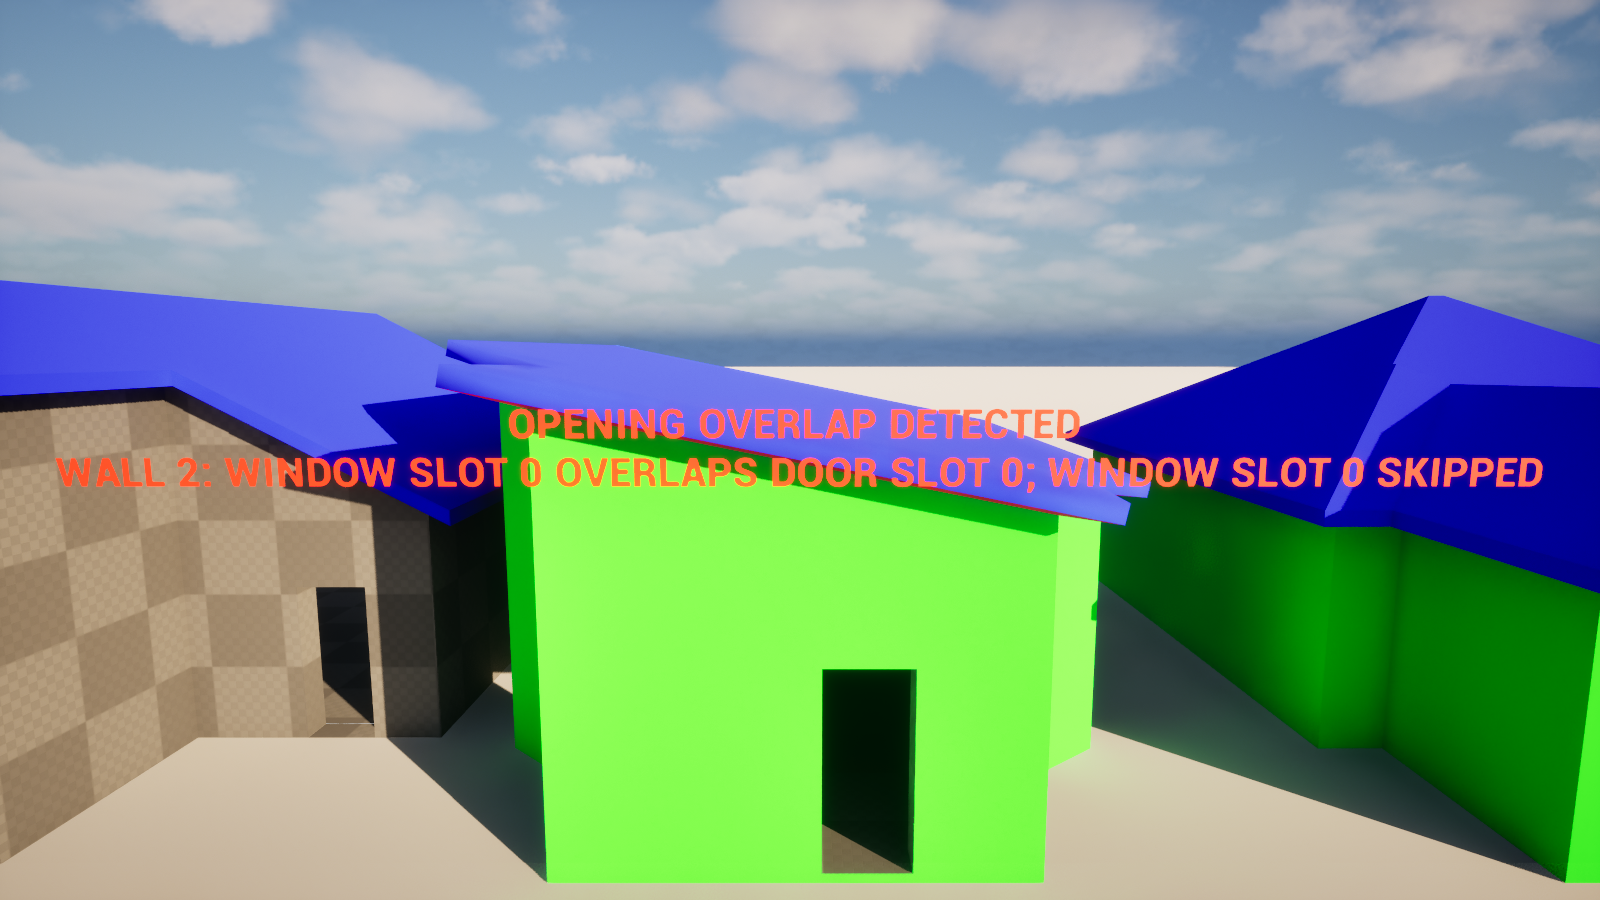 OPENING OVERLAP DETECTED
WALL 2: WINDOW SLOT 0 OVERLAPS DOOR SLOT 0; WINDOW SLOT 0 SKIPPED